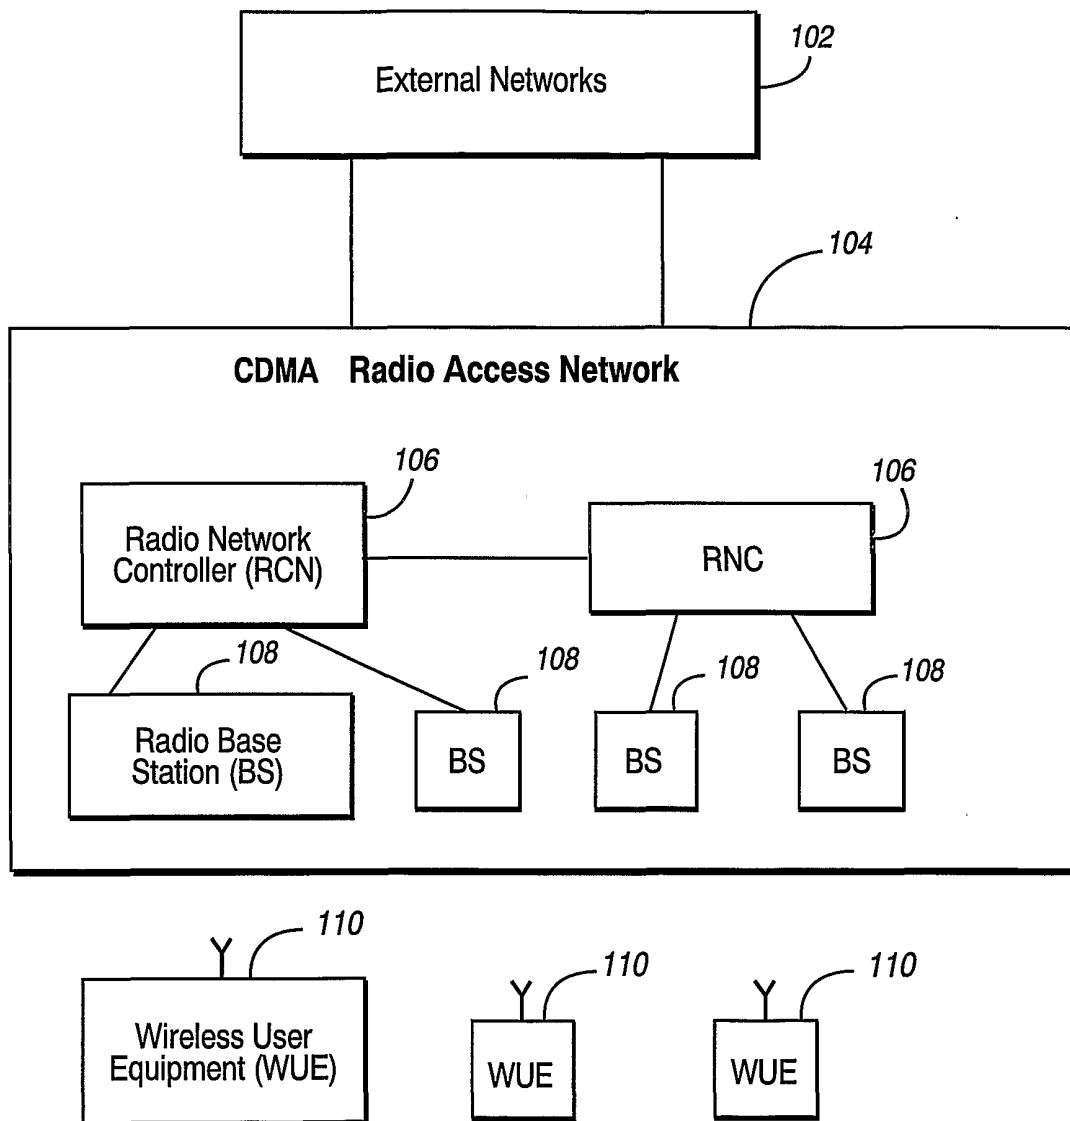 102
External Networks
104
CDMA Radio Access Network
106
106
Radio Network
Controller (RCN)
RNC
108
108
108
108
Radio Base
Station (BS)
BS
BS
BS
110
110
110
Wireless User
Equipment (WUE)
WUE
WUE